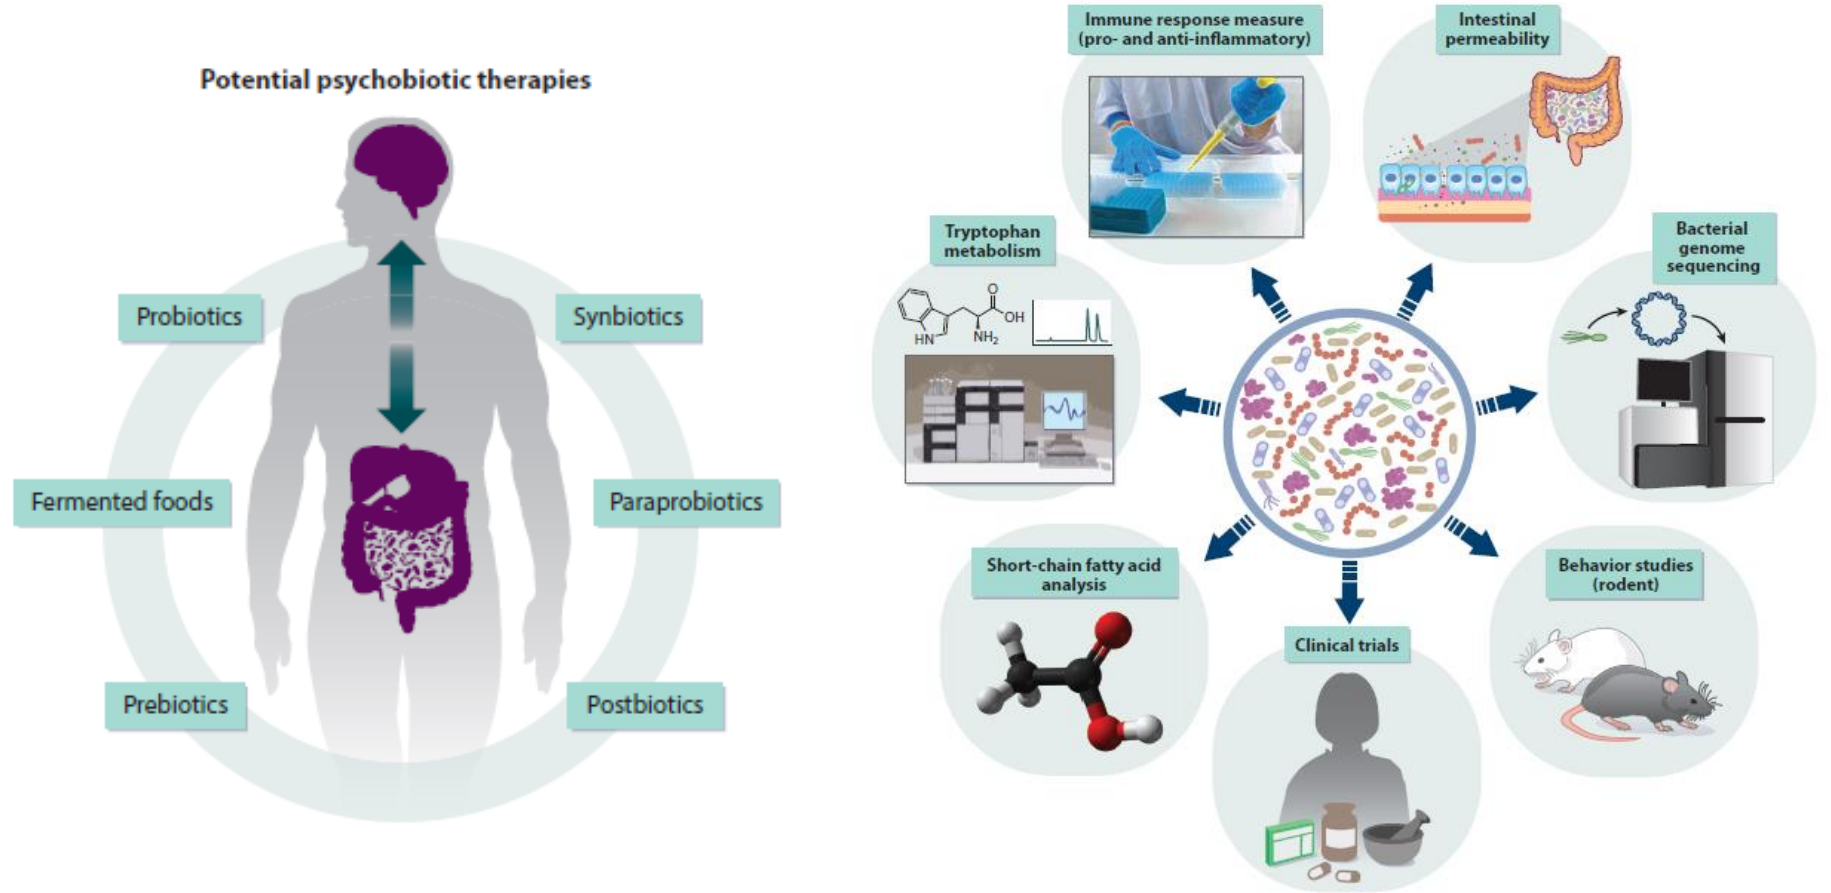 Potential psychobiotic therapies
Probiotics
Synbiotics
Fermented foods
Paraprobiotics
Prebiotics
Postbiotics
Immune response measure
(pro- and anti-inflammatory)
Intestinal
permeability
Tryptophan
metabolism
O
OH
NH₂
HN
Bacterial
genome
sequencing
Short-chain fatty acid
analysis
Behavior studies
(rodent)
Clinical trials